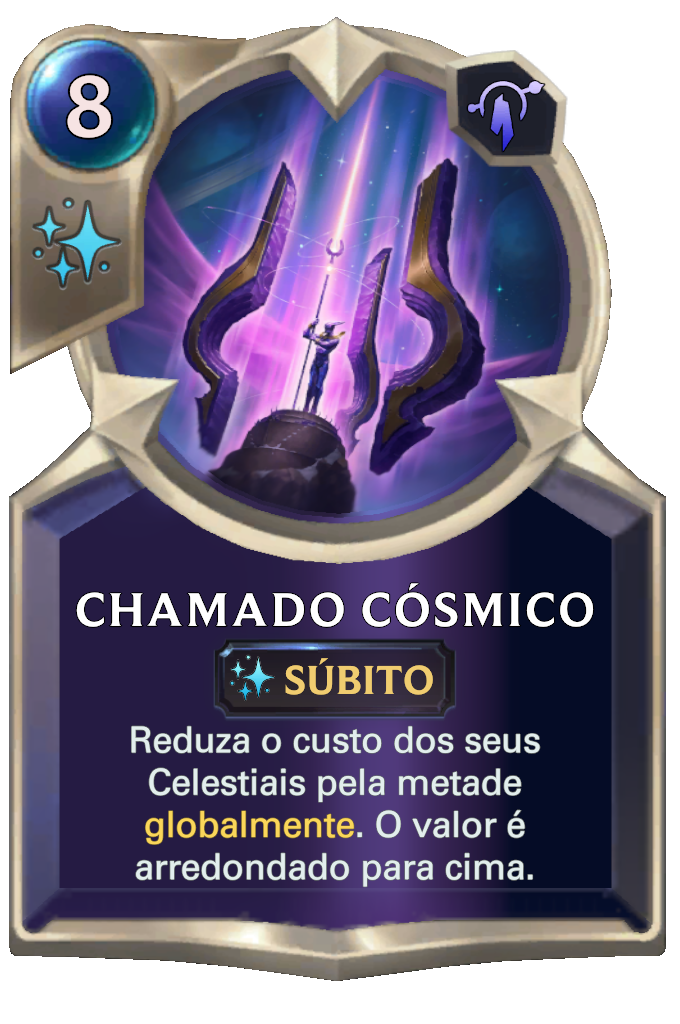 8
CHAMADO CÓSMICO
SÚBITO
Reduza o custo dos seus
Celestiais pela metade
globalmente. O valor é
arredondado para cima.